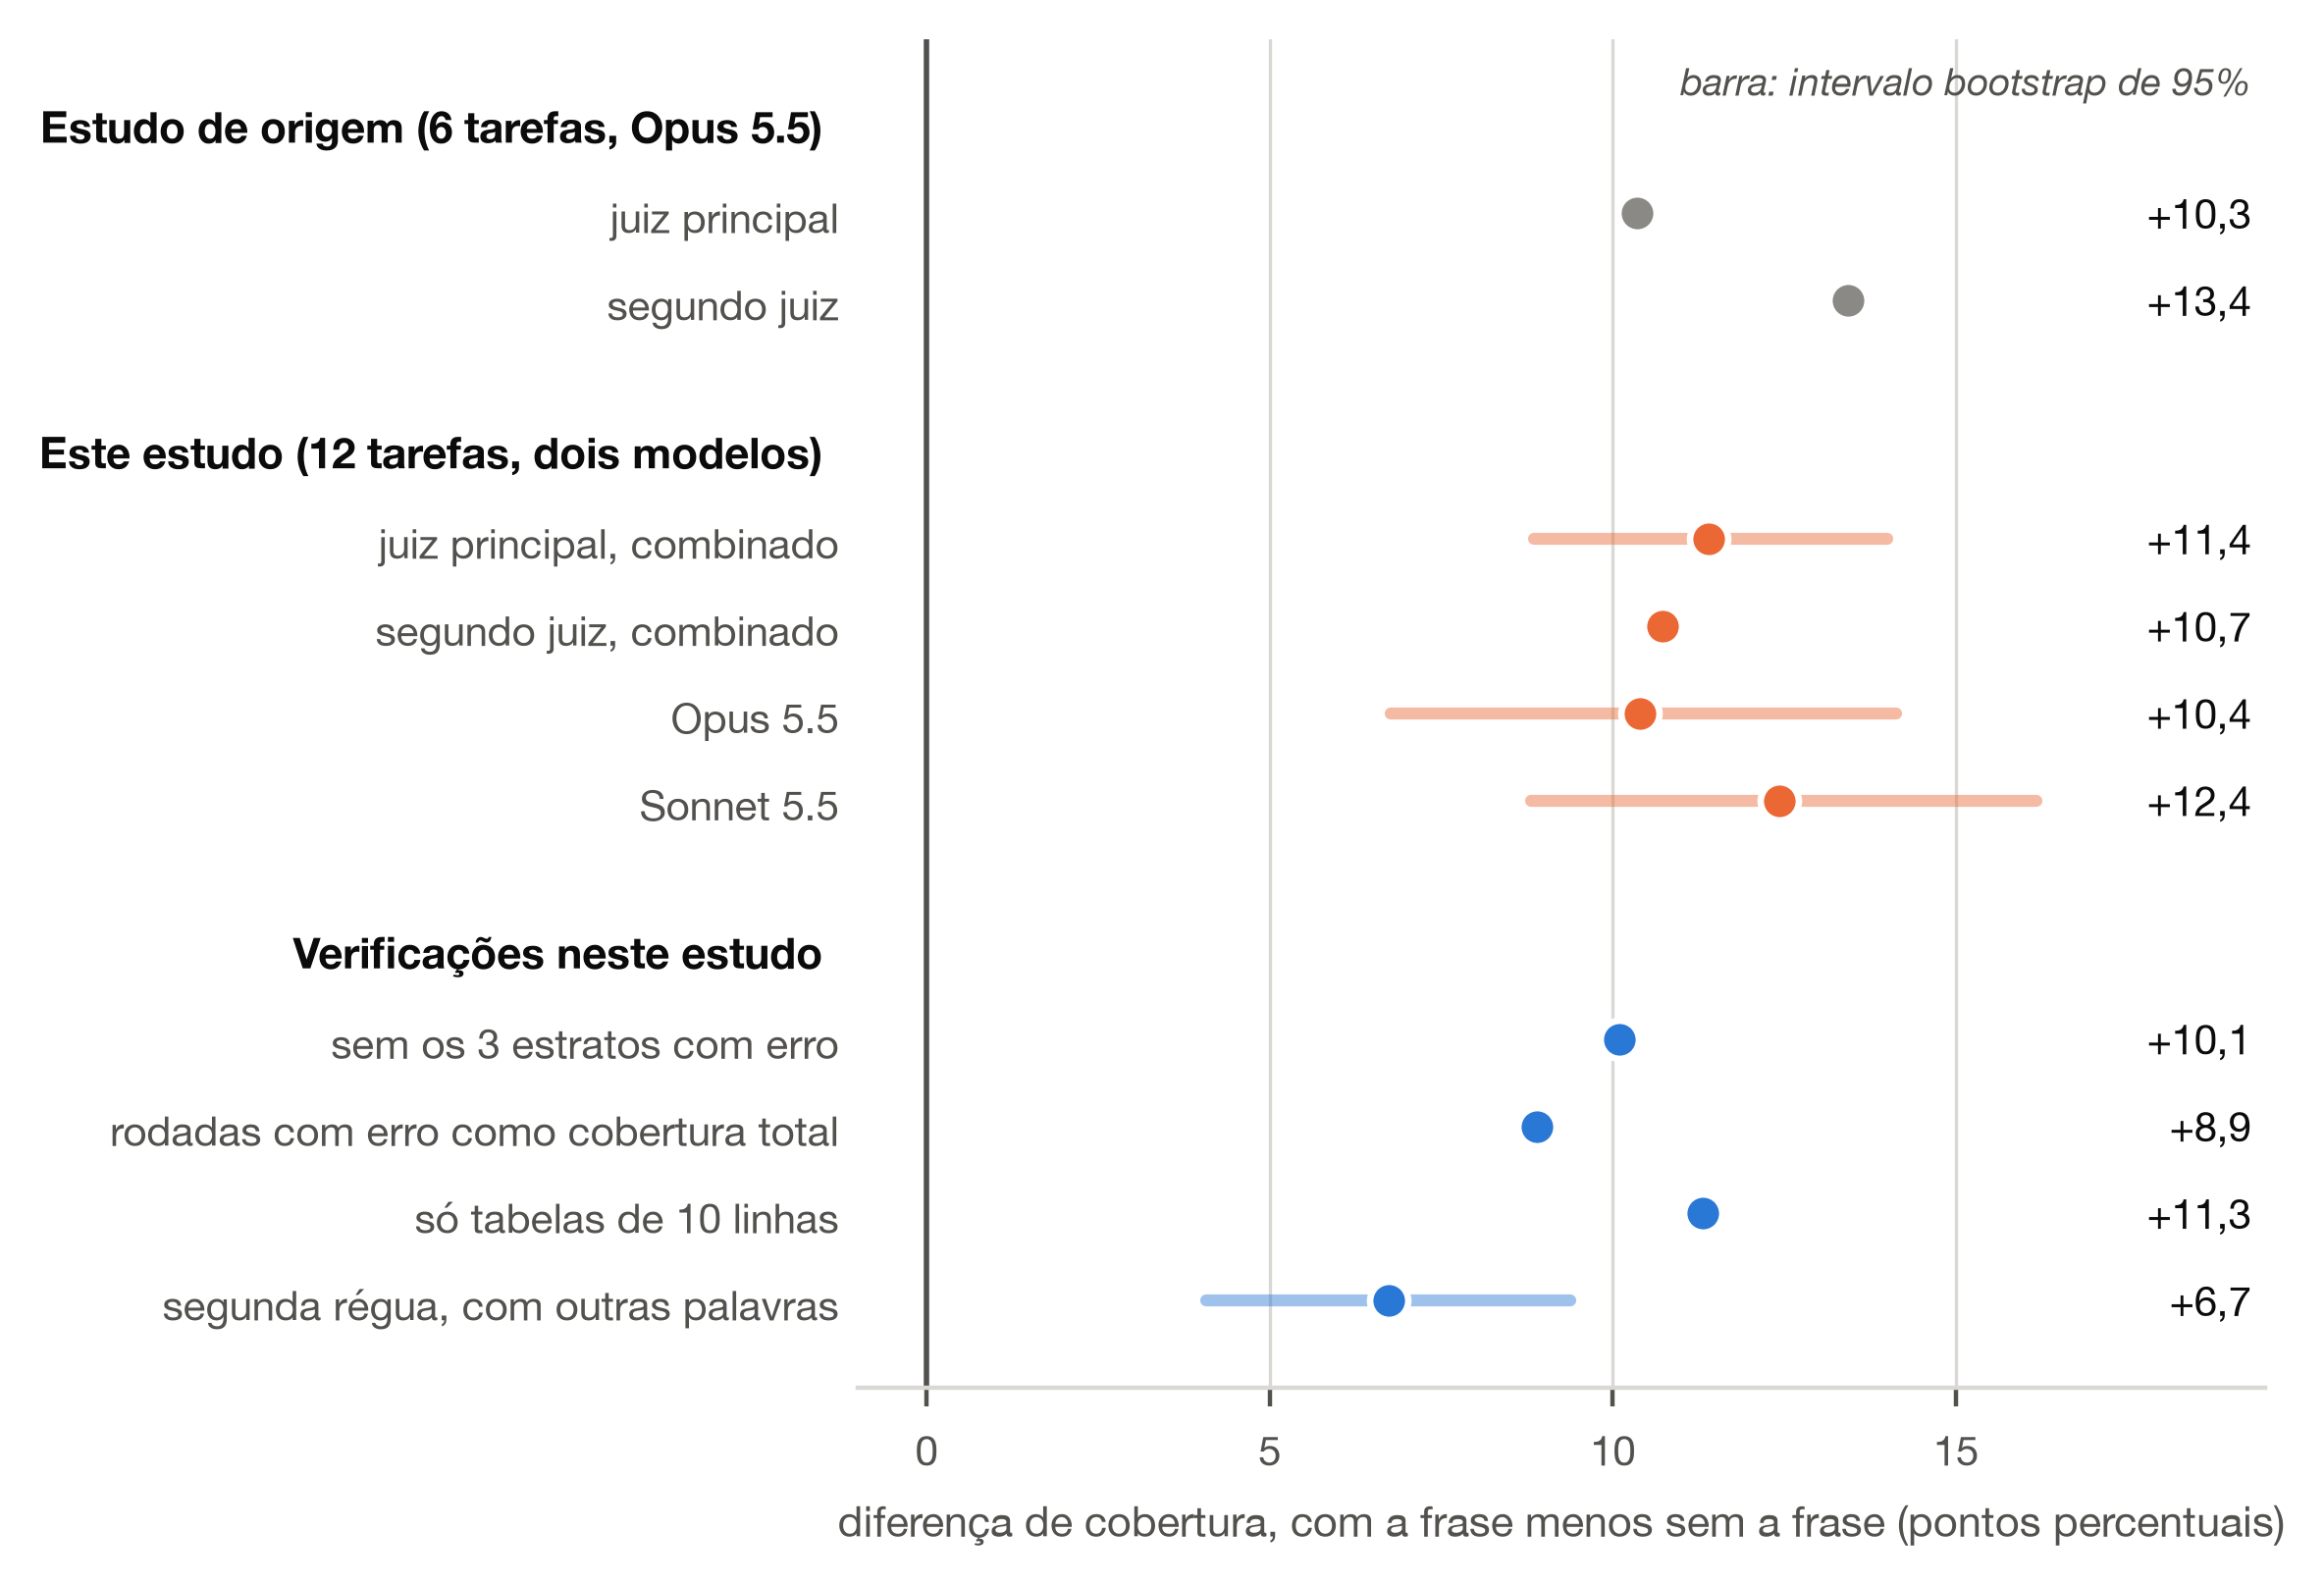 barra: intervalo bootstrap de 95%
Estudo de origem (6 tarefas, Opus 5.5)
juiz principal +10,3
segundo juiz +13,4
Este estudo (12 tarefas, dois modelos)
juiz principal, combinado +11,4
segundo juiz, combinado +10,7
Opus 5.5 +10,4
Sonnet 5.5 +12,4
Verificações neste estudo
sem os 3 estratos com erro +10,1
rodadas com erro como cobertura total +8,9
só tabelas de 10 linhas +11,3
segunda régua, com outras palavras +6,7
0 5 10 15
diferença de cobertura, com a frase menos sem a frase (pontos percentuais)